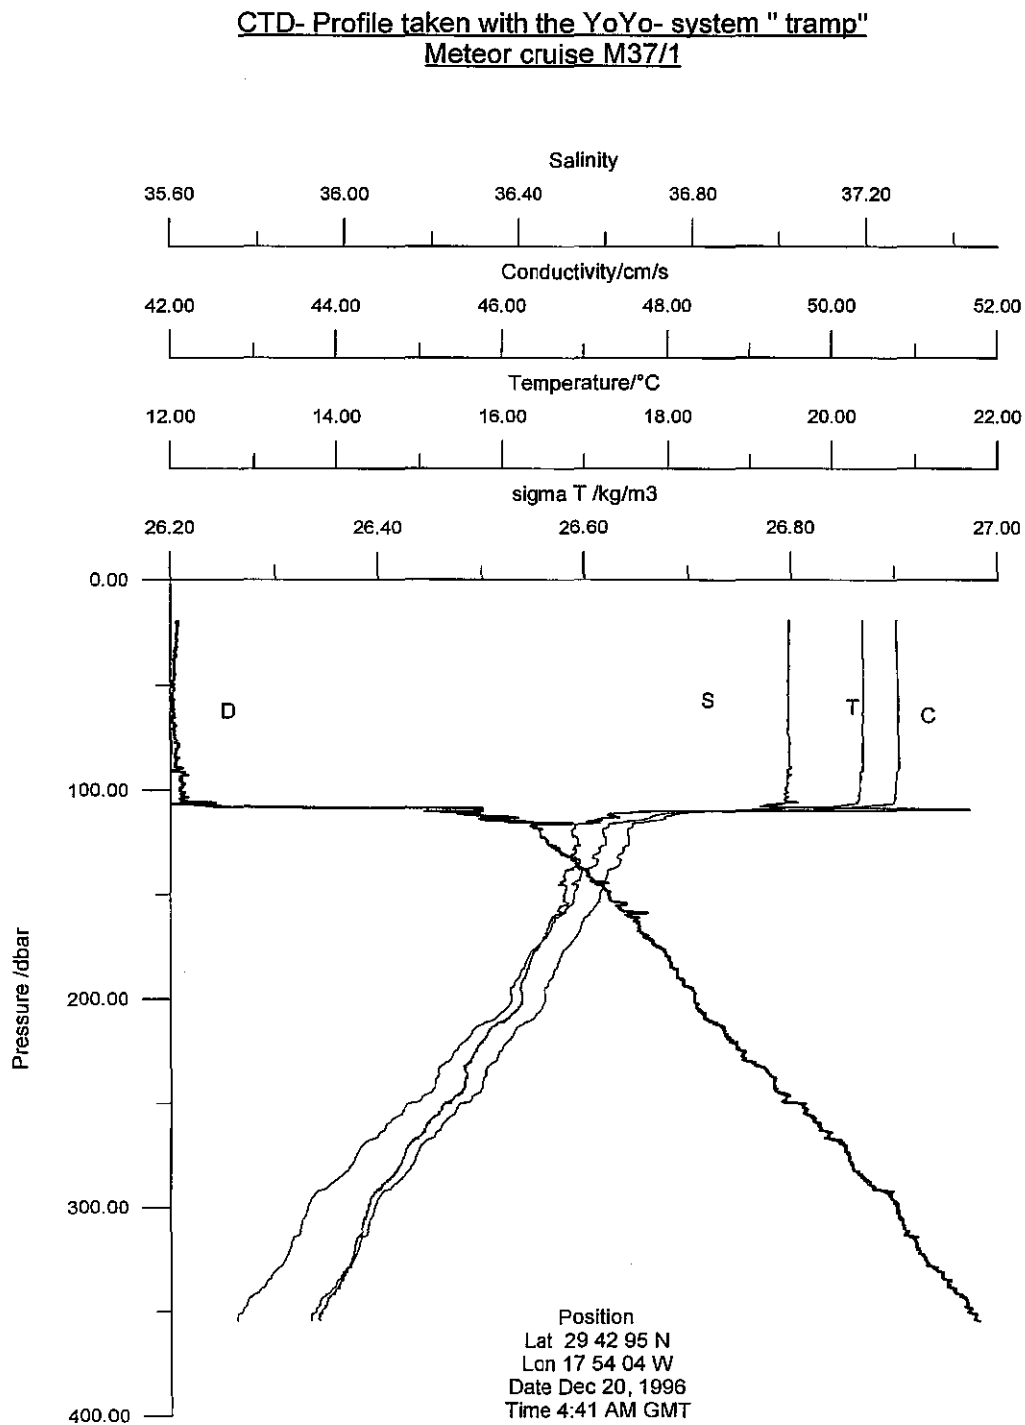 CTD- Profile taken with the YoYo- system " tramp"
Meteor cruise M37/1
Salinity
35.60 36.00 36.40 36.80 37.20
Conductivity/cm/s
42.00 44.00 46.00 48.00 50.00 52.00
Temperature/°C
12.00 14.00 16.00 18.00 20.00 22.00
sigma T /kg/m3
26.20 26.40 26.60 26.80 27.00
0.00
D S T C
100.00
Pressure /dbar
200.00
300.00
400.00
Position
Lat 29 42 95 N
Lon 17 54 04 W
Date Dec 20, 1996
Time 4:41 AM GMT